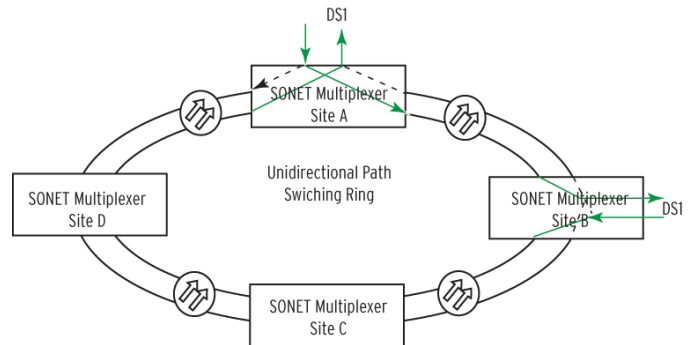 DS1
SONET Multiplexer
Site A
Unidirectional Path
Swiching Ring
SONET Multiplexer
Site D
SONET Multiplexer
Site B
DS1
SONET Multiplexer
Site C